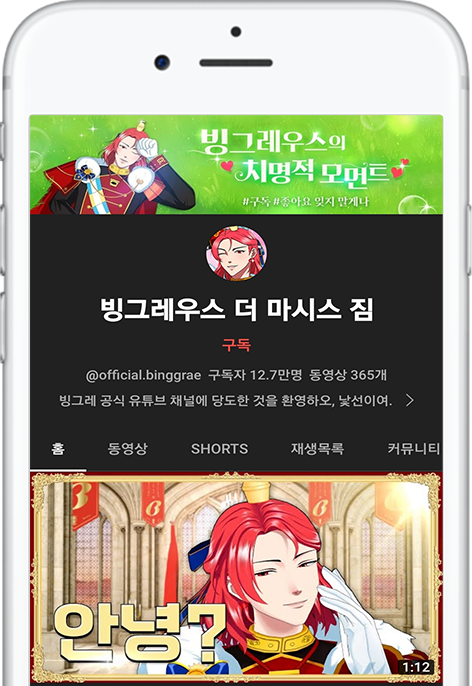 빙그레우스의
치명적 모먼트
#구독 #좋아요 잊지 말게나
빙그레우스 더 마시스 짐
구독
@official.binggrae 구독자 12.7만명 동영상 365개
빙그레 공식 유튜브 채널에 당도한 것을 환영하오, 낯선이여.
홈 동영상 SHORTS 재생목록 커뮤니티
안녕?
1:12